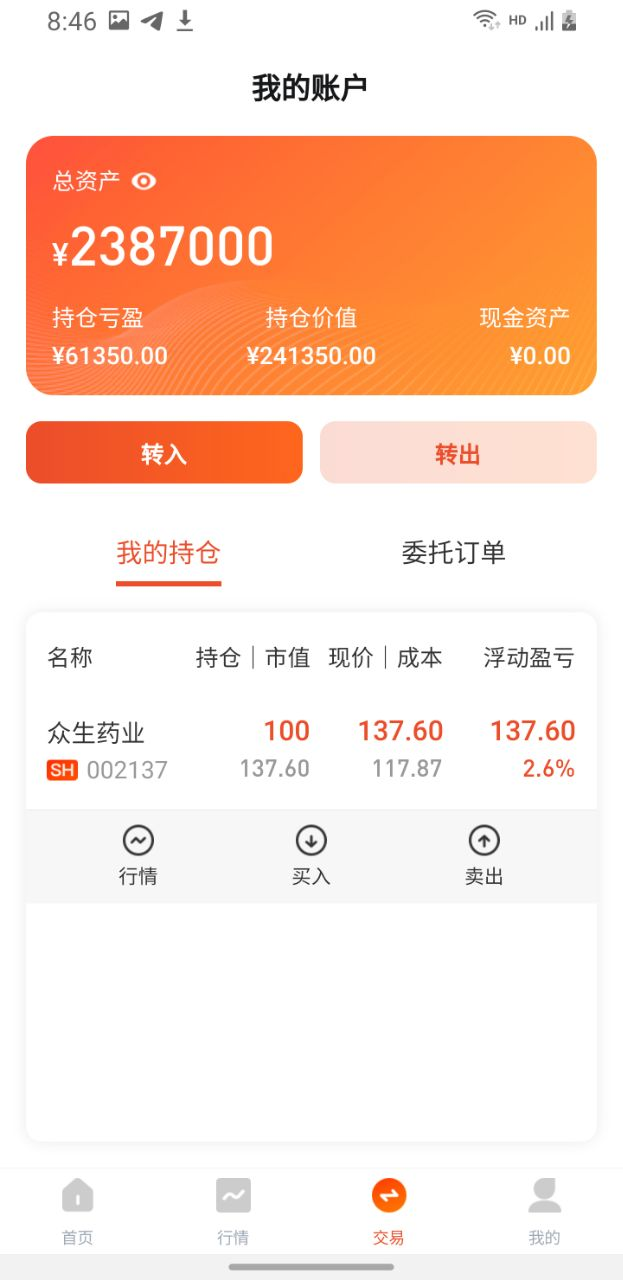 8:46 HD
我的账户
总资产
¥2387000
持仓亏盈 持仓价值 现金资产
¥61350.00 ¥241350.00 ¥0.00
转入 转出
我的持仓 委托订单
名称 持仓｜市值 现价｜成本 浮动盈亏
众生药业 100 137.60 137.60
SH 002137 137.60 117.87 2.6%
行情 买入 卖出
首页 行情 交易 我的